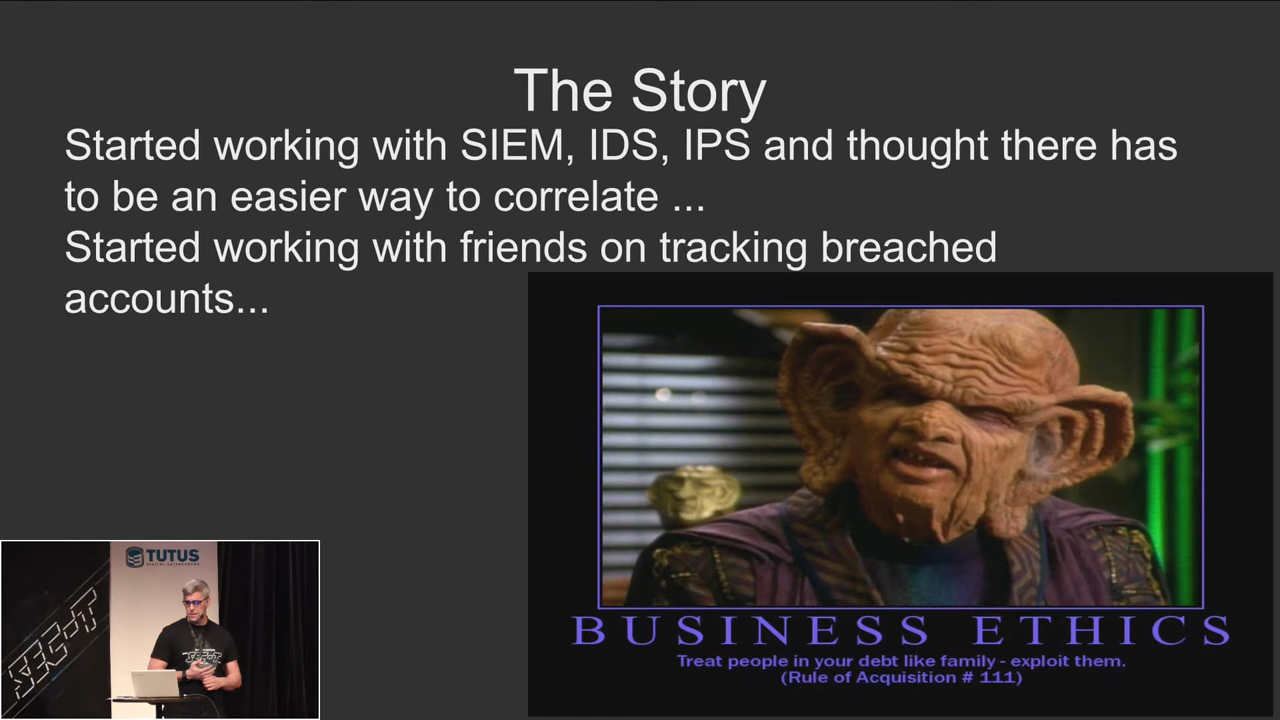 The Story
Started working with SIEM, IDS, IPS and thought there has
to be an easier way to correlate ...
Started working with friends on tracking breached
accounts...
BUSINESS ETHICS
Treat people in your debt like family - exploit them.
(Rule of Acquisition # 111)
TUTUS
SEC-T